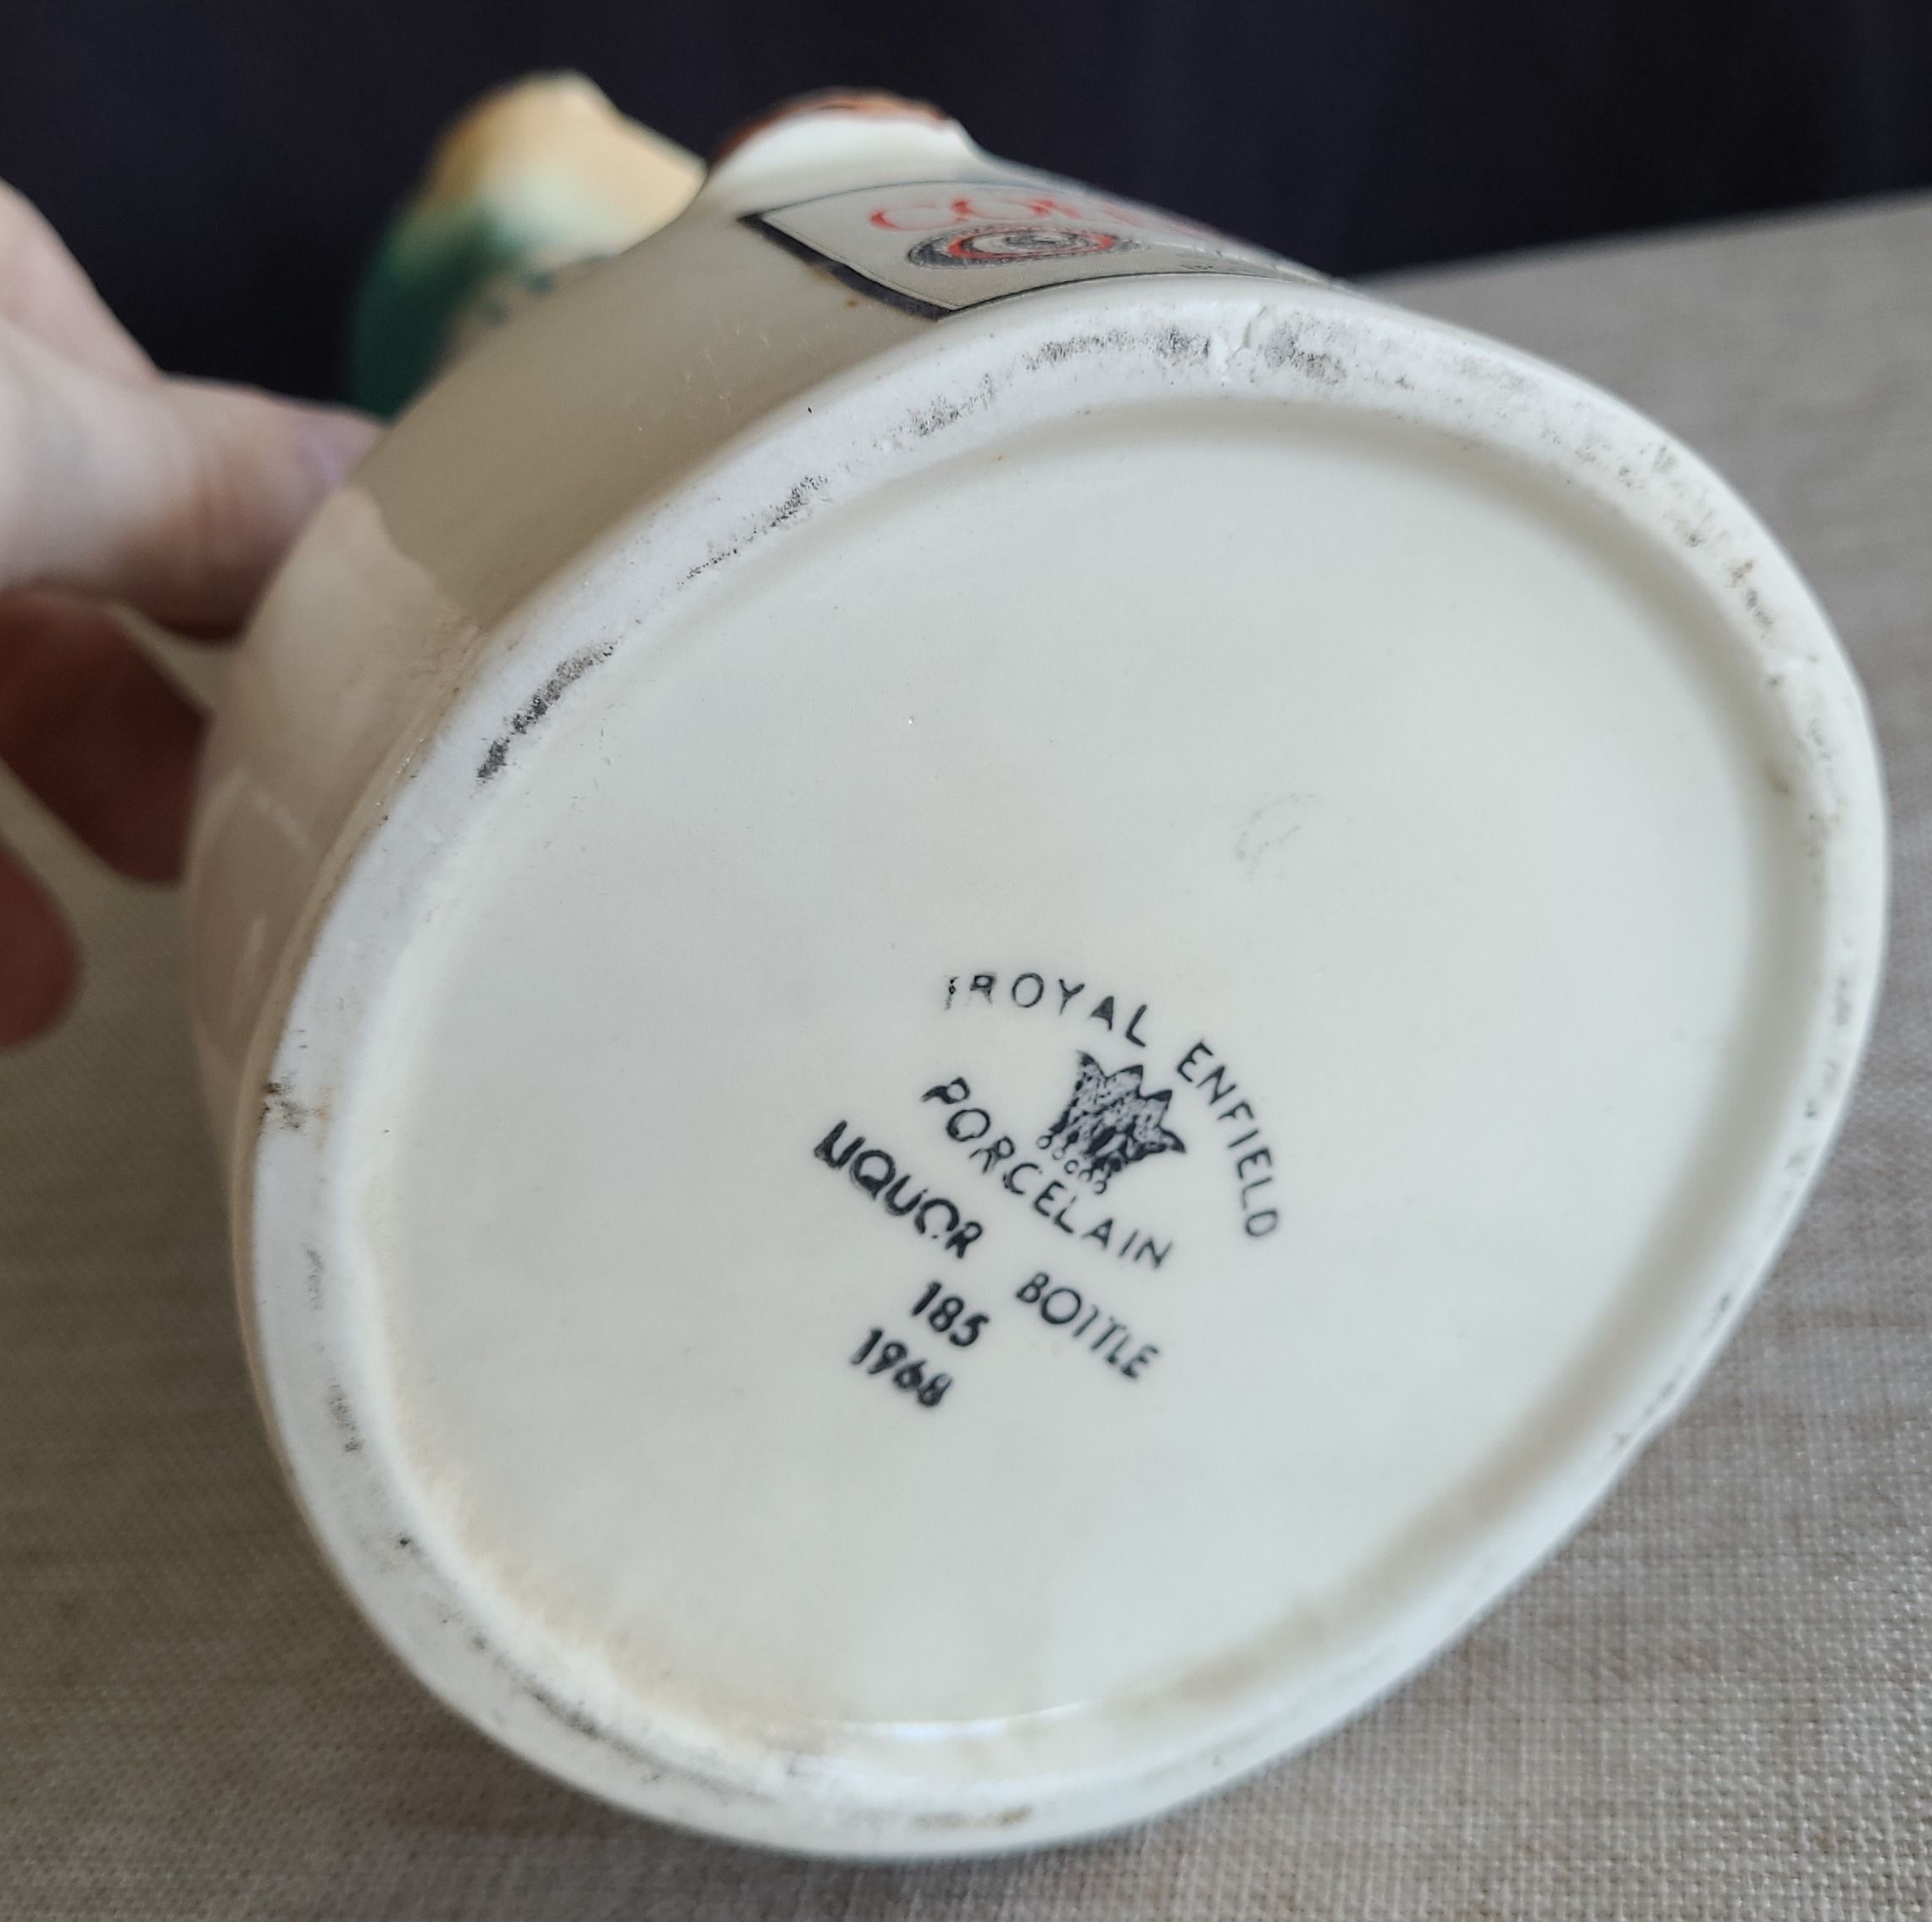 ROYAL ENFIELD
PORCELAIN
LIQUOR BOTTLE
185
1968